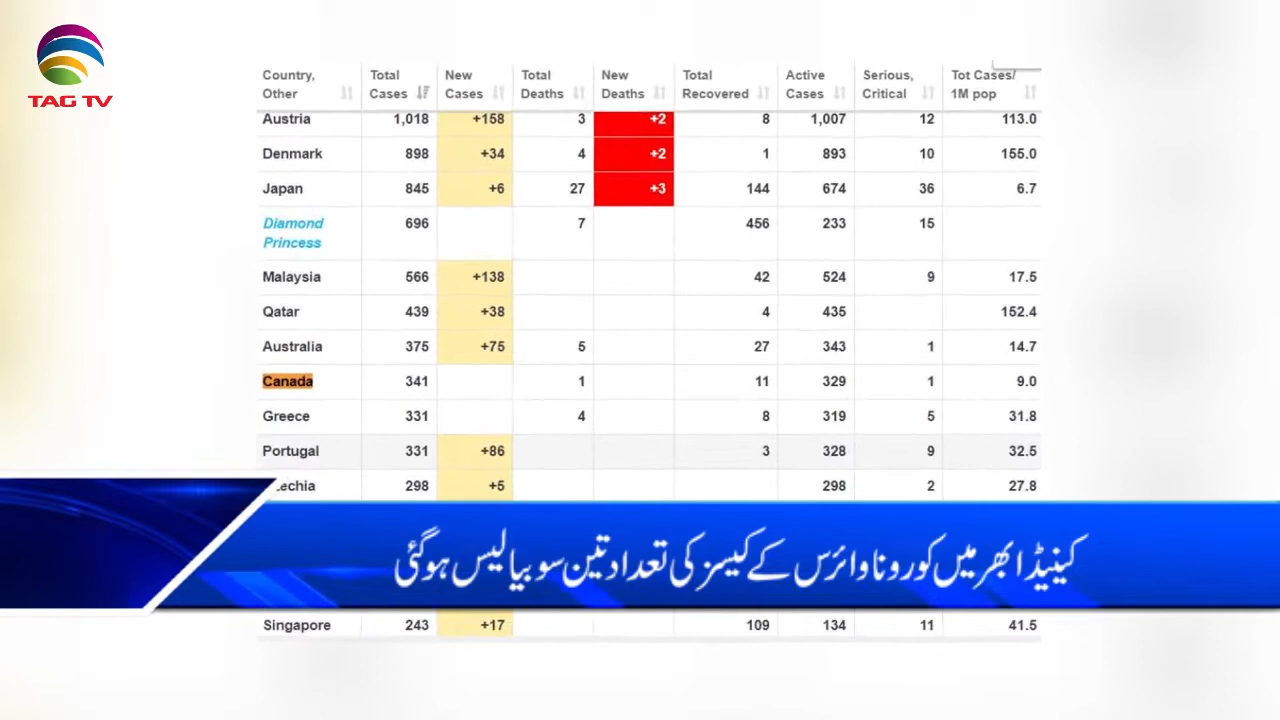 TAG TV
Country, Other Total Cases New Cases Total Deaths New Deaths Total Recovered Active Cases Serious, Critical Tot Cases/ 1M pop
Austria 1,018 +158 3 +2 8 1,007 12 113.0
Denmark 898 +34 4 +2 1 893 10 155.0
Japan 845 +6 27 +3 144 674 36 6.7
Diamond Princess 696 7 456 233 15
Malaysia 566 +138 42 524 9 17.5
Qatar 439 +38 4 435 152.4
Australia 375 +75 5 27 343 1 14.7
Canada 341 1 11 329 1 9.0
Greece 331 4 8 319 5 31.8
Portugal 331 +86 3 328 9 32.5
echia 298 +5 298 2 27.8
کینیڈا بھر میں کورونا وائرس کے کیسز کی تعداد تین سو بیالیس ہو گئی
Singapore 243 +17 109 134 11 41.5